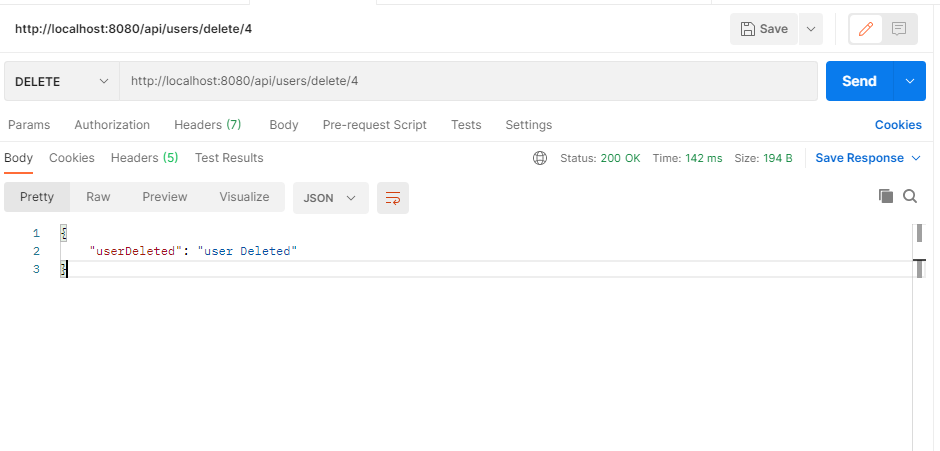 http://localhost:8080/api/users/delete/4 Save
DELETE http://localhost:8080/api/users/delete/4 Send
Params Authorization Headers (7) Body Pre-request Script Tests Settings Cookies
Body Cookies Headers (5) Test Results Status: 200 OK Time: 142 ms Size: 194 B Save Response
Pretty Raw Preview Visualize JSON
1 {
2 "userDeleted": "user Deleted"
3 }